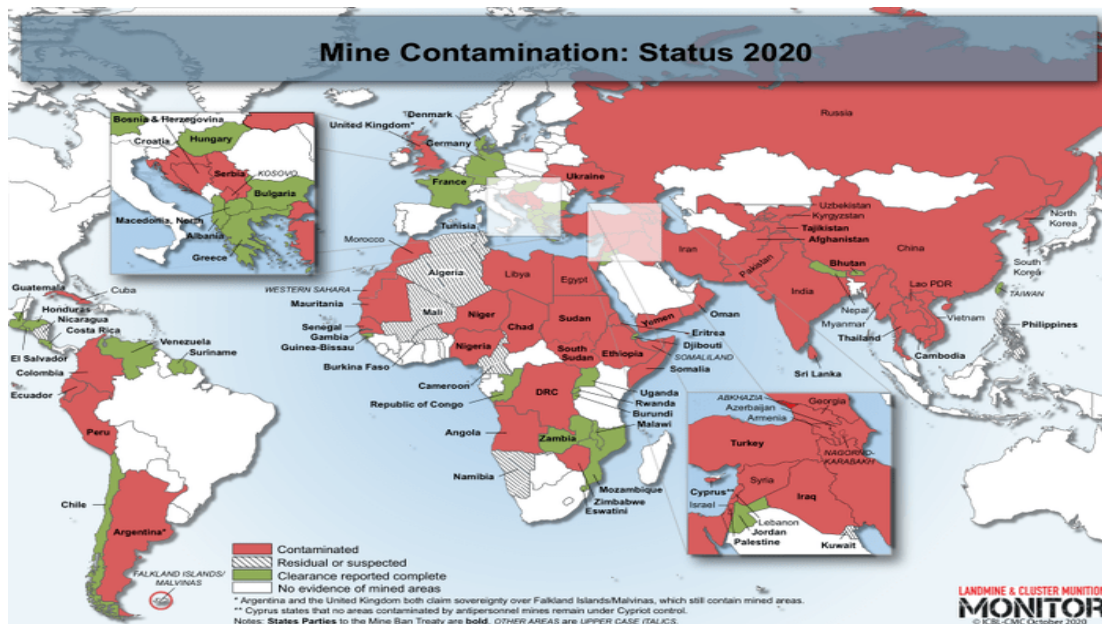 Mine Contamination: Status 2020
Bosnia & Herzegovina
Croatia
Hungary
Serbia
KOSOVO
Bulgaria
Macedonia, North
Albania
Greece
Denmark
United Kingdom*
Germany
France
Ukraine
Russia
Tunisia
Morocco
Algeria
Libya
Egypt
WESTERN SAHARA
Mauritania
Mali
Niger
Chad
Sudan
Senegal
Gambia
Guinea-Bissau
Burkina Faso
Nigeria
South
Sudan
Ethiopia
Yemen
Oman
Eritrea
Djibouti
SOMALILAND
Somalia
Cameroon
Republic of Congo
DRC
Uganda
Rwanda
Burundi
Malawi
Angola
Zambia
Namibia
Mozambique
Zimbabwe
Eswatini
Guatemala
Cuba
Honduras
Nicaragua
Costa Rica
El Salvador
Venezuela
Suriname
Colombia
Ecuador
Peru
Chile
Argentina*
FALKLAND ISLANDS/
MALVINAS
Uzbekistan
Kyrgyzstan
Tajikistan
Afghanistan
Iran
Pakistan
China
North
Korea
South
Korea
Bhutan
India
Lao PDR
TAIWAN
Nepal
Myanmar
Vietnam
Thailand
Philippines
Cambodia
Sri Lanka
ABKHAZIA
Georgia
Azerbaijan
Armenia
Turkey
NAGORNO-
KARABAKH
Syria
Cyprus**
Iraq
Israel
Lebanon
Jordan
Palestine
Kuwait
Contaminated
Residual or suspected
Clearance reported complete
No evidence of mined areas
* Argentina and the United Kingdom both claim sovereignty over Falkland Islands/Malvinas, which still contain mined areas.
** Cyprus states that no areas contaminated by antipersonnel mines remain under Cypriot control.
Notes: States Parties to the Mine Ban Treaty are bold. OTHER AREAS are UPPER CASE ITALICS.
LANDMINE & CLUSTER MUNITION
MONITOR
© ICBL-CMC October 2020